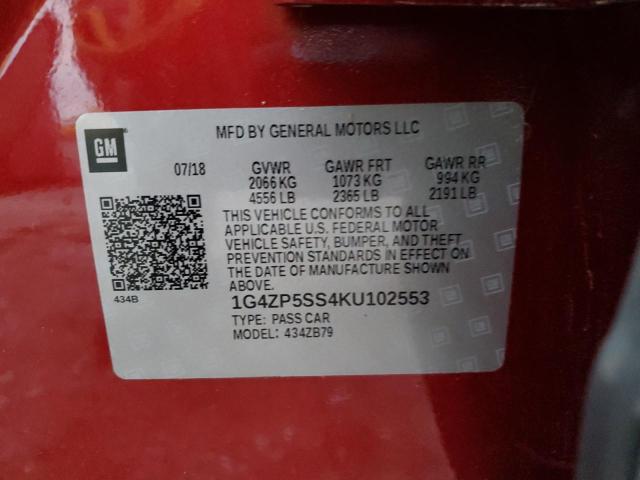 GM
MFD BY GENERAL MOTORS LLC
07/18 GVWR GAWR FRT GAWR RR
2066 KG 1073 KG 994 KG
4556 LB 2365 LB 2191 LB
THIS VEHICLE CONFORMS TO ALL
APPLICABLE U.S. FEDERAL MOTOR
VEHICLE SAFETY, BUMPER, AND THEFT
PREVENTION STANDARDS IN EFFECT ON
THE DATE OF MANUFACTURE SHOWN
ABOVE.
434B
1G4ZP5SS4KU102553
TYPE: PASS CAR
MODEL: 434ZB79